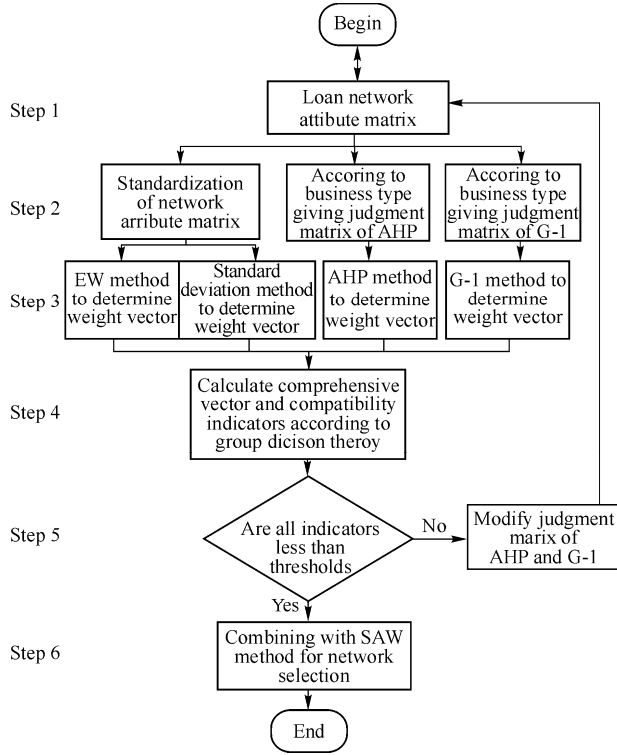 Begin
Step 1
Loan network
attibute matrix
Step 2
Standardization
of network
arribute matrix
Accoring to
business type
giving judgment
matrix of AHP
Accoring to
business type
giving judgment
matrix of G-1
Step 3
EW method
to determine
weight vector
Standard
deviation method
to determine
weight vector
AHP method
to determine
weight vector
G-1 method to
determine
weight vector
Step 4
Calculate comprehensive
vector and compatibility
indicators according to
group dicison theroy
Step 5
Are all indicators
less than
thresholds
No
Modify judgment
marix of
AHP and G-1
Yes
Step 6
Combining with SAW
method for network
selection
End